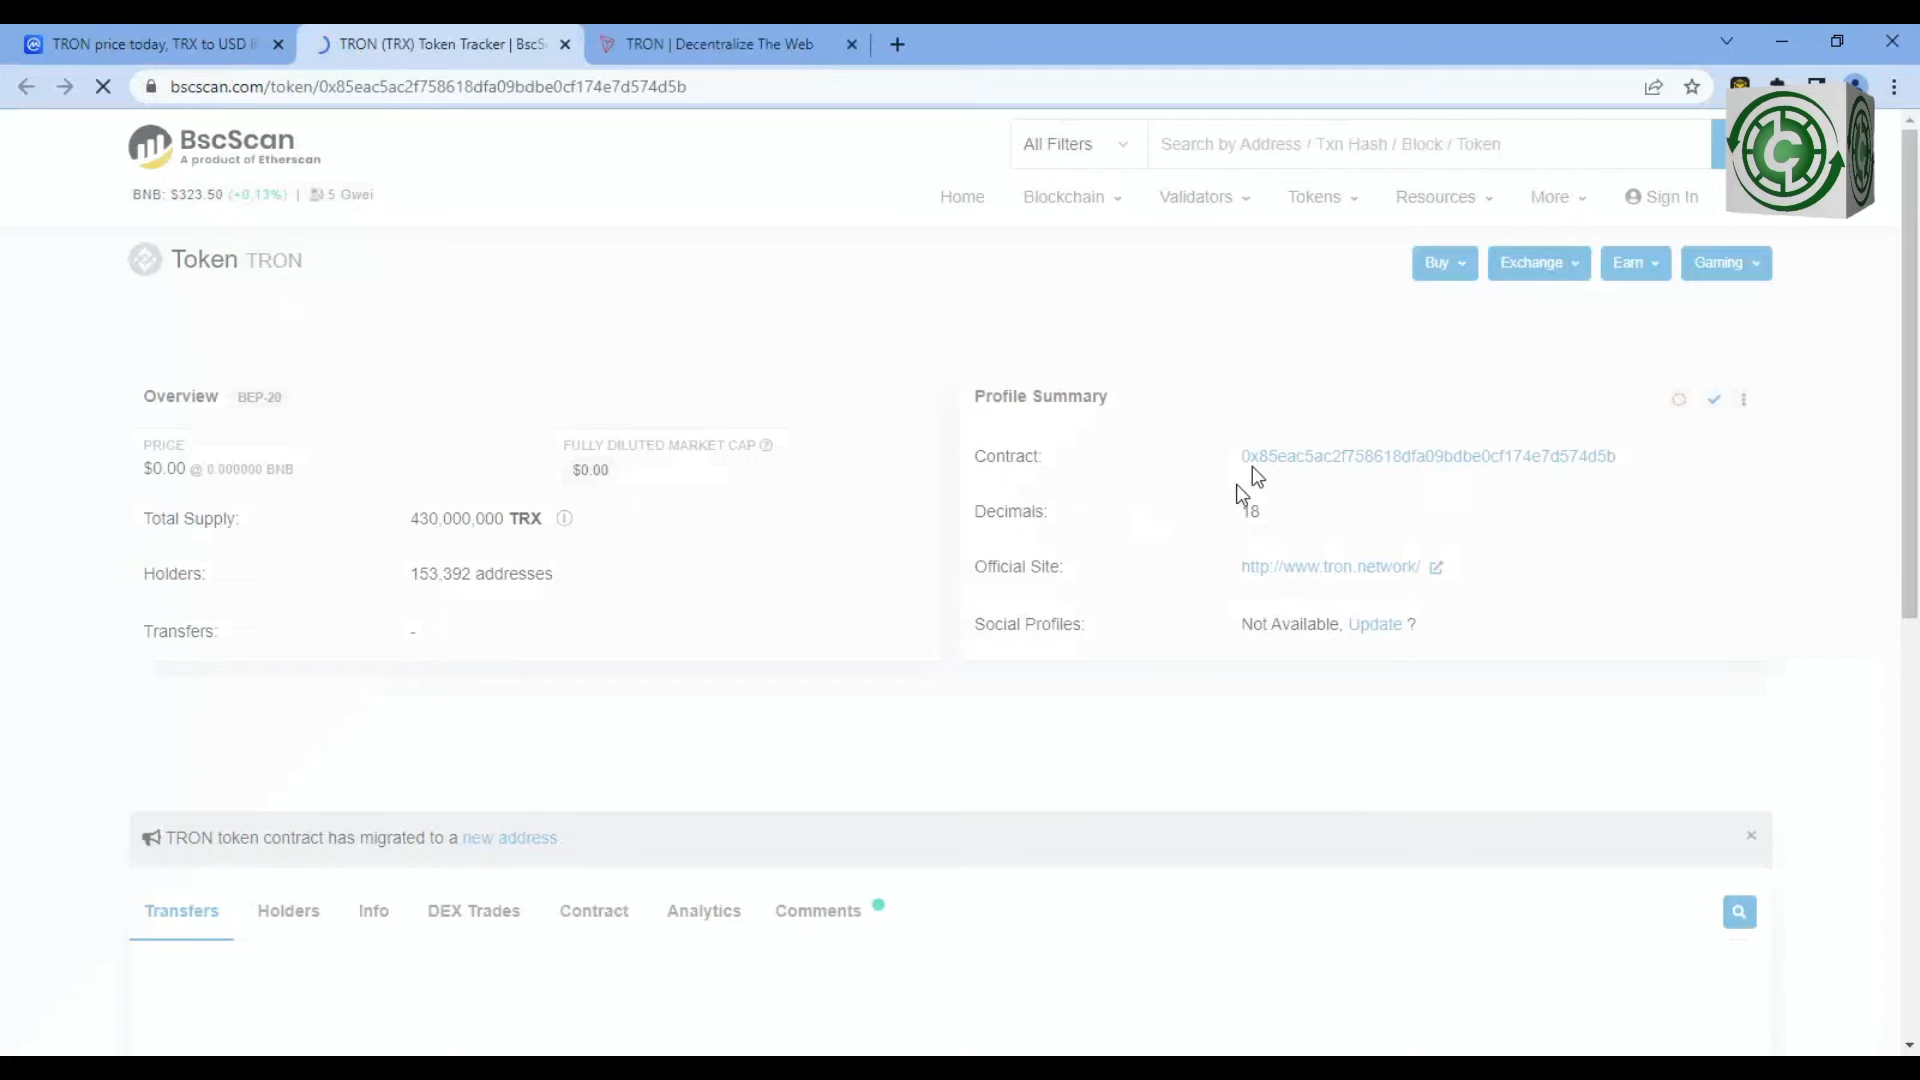 TRON price today, TRX to USD li
TRON (TRX) Token Tracker | BscS
TRON | Decentralize The Web
bscscan.com/token/0x85eac5ac2f758618dfa09bdbe0cf174e7d574d5b
BscScan
A product of Etherscan
All Filters
Search by Address / Txn Hash / Block / Token
BNB: $323.50 (+0.13%) | 5 Gwei
Home Blockchain Validators Tokens Resources More Sign In
Token TRON
Buy Exchange Earn Gaming
Overview BEP-20
PRICE
$0.00 @ 0.000000 BNB
FULLY DILUTED MARKET CAP
$0.00
Total Supply: 430,000,000 TRX
Holders: 153,392 addresses
Transfers: -
Profile Summary
Contract: 0x85eac5ac2f758618dfa09bdbe0cf174e7d574d5b
Decimals: 18
Official Site: http://www.tron.network/
Social Profiles: Not Available, Update ?
TRON token contract has migrated to a new address
Transfers Holders Info DEX Trades Contract Analytics Comments